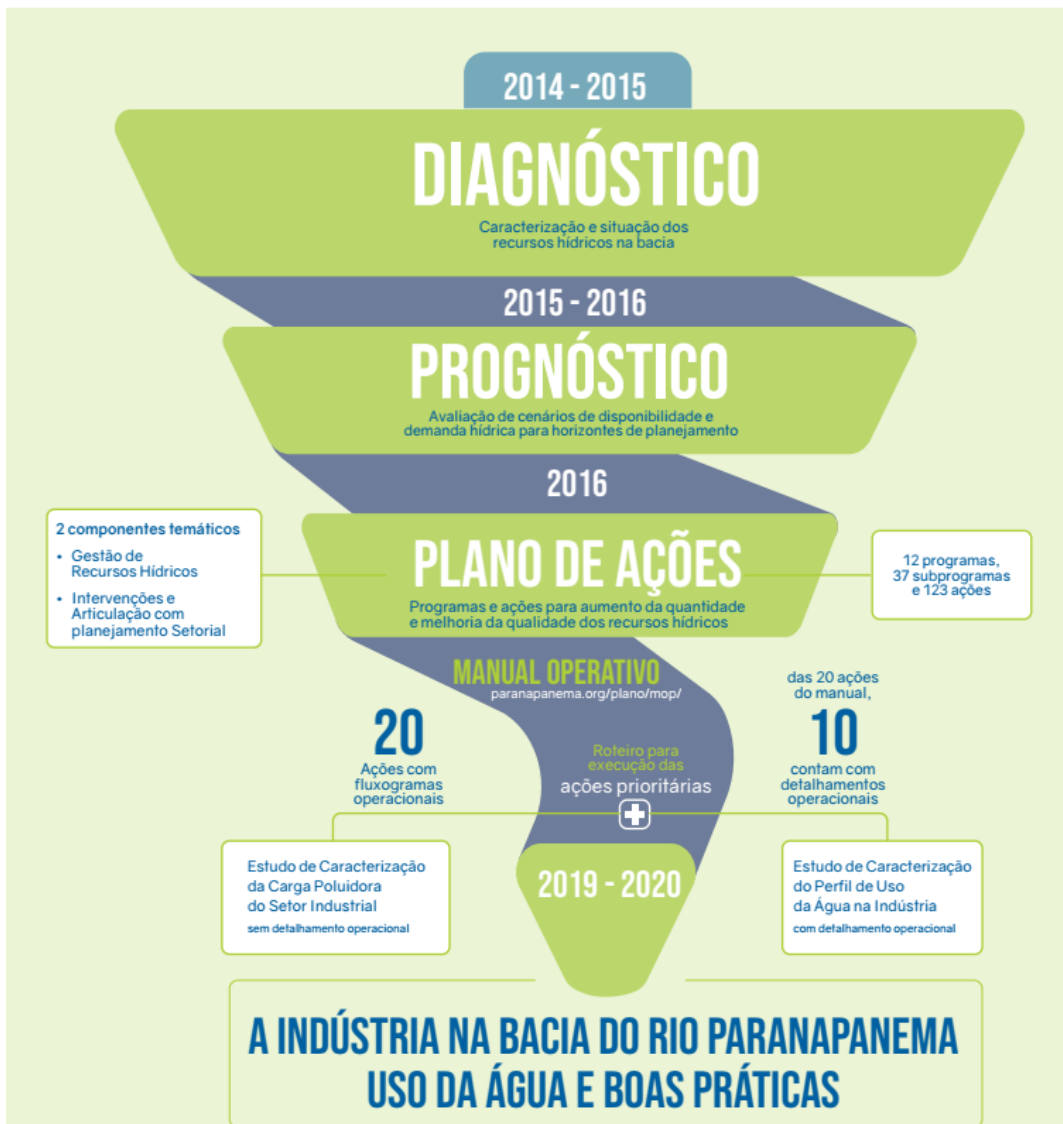 2014 - 2015
DIAGNÓSTICO
Caracterização e situação dos
recursos hídricos na bacia
2015 - 2016
PROGNÓSTICO
Avaliação de cenários de disponibilidade e
demanda hídrica para horizontes de planejamento
2016
2 componentes temáticos
• Gestão de
Recursos Hídricos
• Intervenções e
Articulação com
planejamento Setorial
PLANO DE AÇÕES
Programas e ações para aumento da quantidade
e melhoria da qualidade dos recursos hídricos
12 programas,
37 subprogramas
e 123 ações
MANUAL OPERATIVO
paranapanema.org/plano/mop/
20
Ações com
fluxogramas
operacionais
Roteiro para
execução das
ações prioritárias
das 20 ações
do manual,
10
contam com
detalhamentos
operacionais
Estudo de Caracterização
da Carga Poluidora
do Setor Industrial
sem detalhamento operacional
2019 - 2020
Estudo de Caracterização
do Perfil de Uso
da Água na Indústria
com detalhamento operacional
A INDÚSTRIA NA BACIA DO RIO PARANAPANEMA
USO DA ÁGUA E BOAS PRÁTICAS